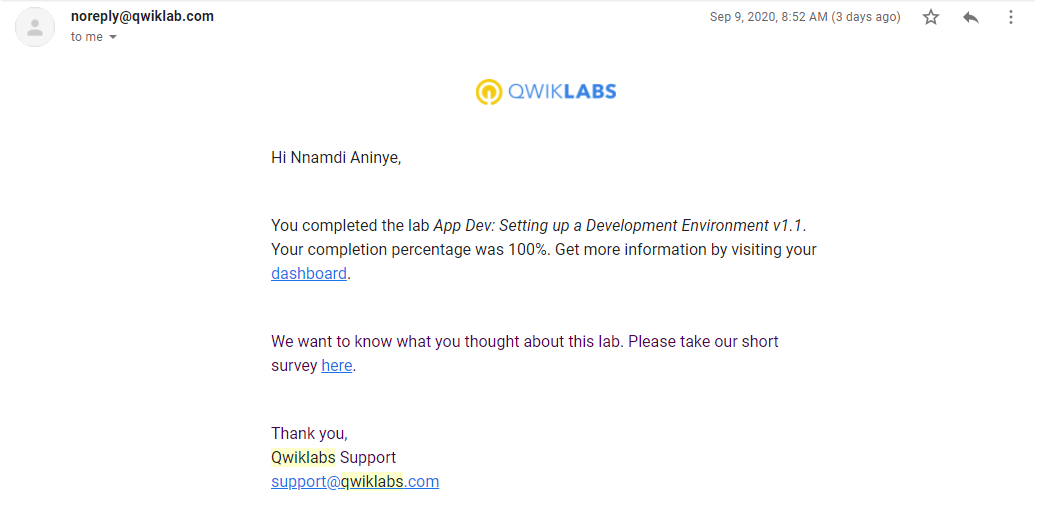 noreply@qwiklab.com
Sep 9, 2020, 8:52 AM (3 days ago)
to me
QWIKLABS
Hi Nnamdi Aninye,
You completed the lab App Dev: Setting up a Development Environment v1.1.
Your completion percentage was 100%. Get more information by visiting your
dashboard.
We want to know what you thought about this lab. Please take our short
survey here.
Thank you,
Qwiklabs Support
support@qwiklabs.com